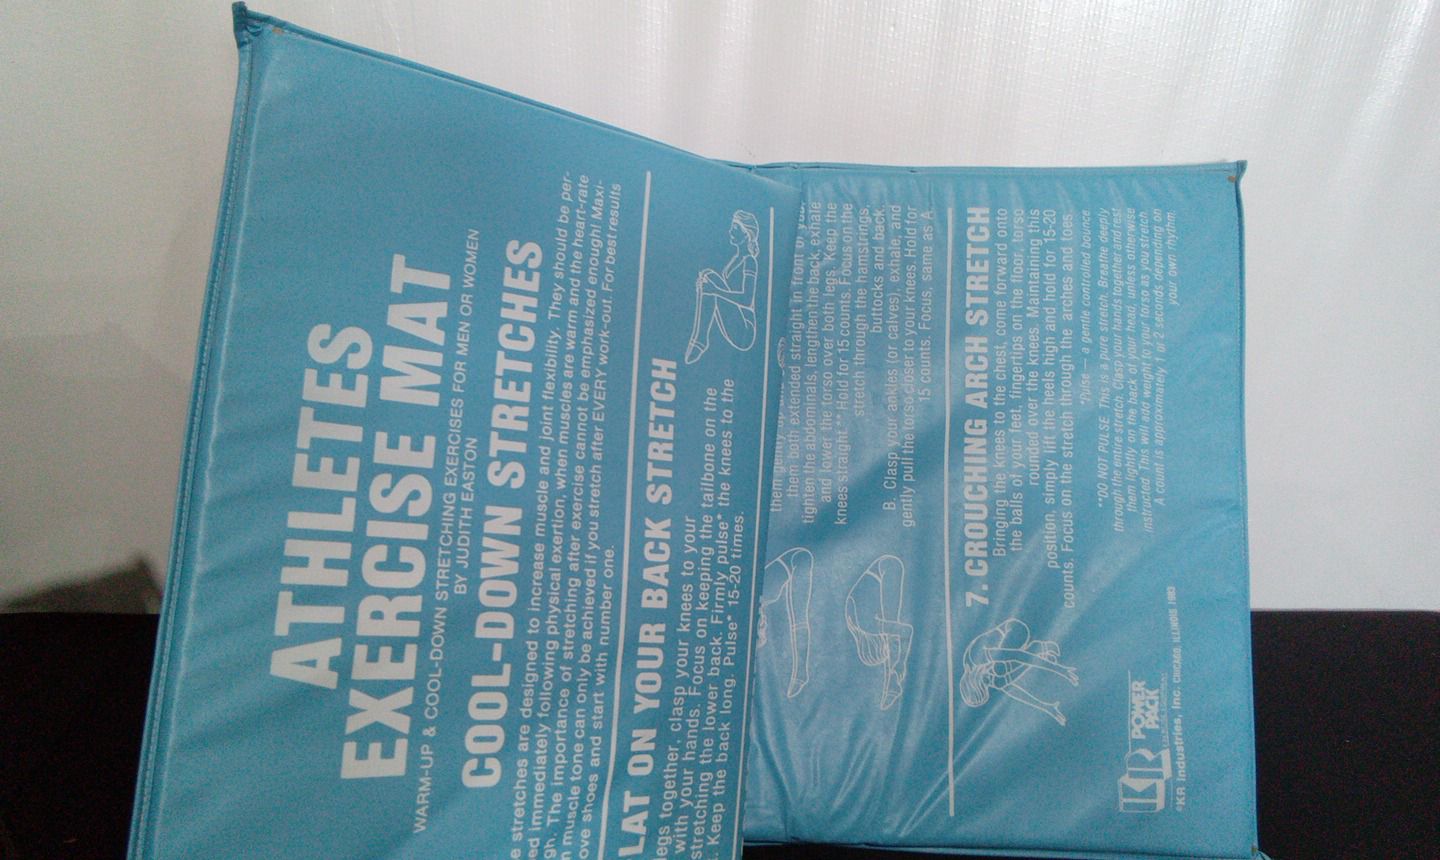 ATHLETES
EXERCISE MAT
WARM-UP & COOL-DOWN STRETCHING EXERCISES FOR MEN OR WOMEN
BY JUDITH EASTON
COOL-DOWN STRETCHES
e stretches are designed to increase muscle and joint flexibility. They should be per-
ed immediately following physical exertion, when muscles are warm and the heart-rate
gh. The importance of stretching after exercise cannot be emphasized enough! Maxi-
n muscle tone can only be achieved if you stretch after EVERY work-out. For best results
ove shoes and start with number one.
LAT ON YOUR BACK STRETCH
legs together, clasp your knees to your
with your hands. Focus on keeping the tailbone on the
stretching the lower back. Firmly pulse* the knees to the
. Keep the back long. Pulse* 15-20 times.
them both extended straight in front of you,
tighten the abdominals, lengthen the back, exhale
and lower the torso over both legs. Keep the
knees straight.** Hold for 15 counts. Focus on the
stretch through the hamstrings,
buttocks and back.
B. Clasp your ankles (or calves), exhale, and
gently pull the torso closer to your knees. Hold for
15 counts. Focus, same as A
7. CROUCHING ARCH STRETCH
Bringing the knees to the chest, come forward onto
the balls of your feet, fingertips on the floor, torso
rounded over the knees. Maintaining this
position, simply lift the heels high and hold for 15-20
counts. Focus on the stretch through the arches and toes.
*Pulse — a gentle controlled bounce
**DO NOT PULSE. This is a pure stretch. Breathe deeply
through the entire stretch. Clasp your hands together and rest
them lightly on the back of your head, unless otherwise
instructed. This will add weight to your torso as you stretch.
A count is approximately 1 or 2 seconds depending on
your own rhythm.
KR
POWER
PACK
©KR Industries, Inc. CHICAGO, ILLINOIS 1983